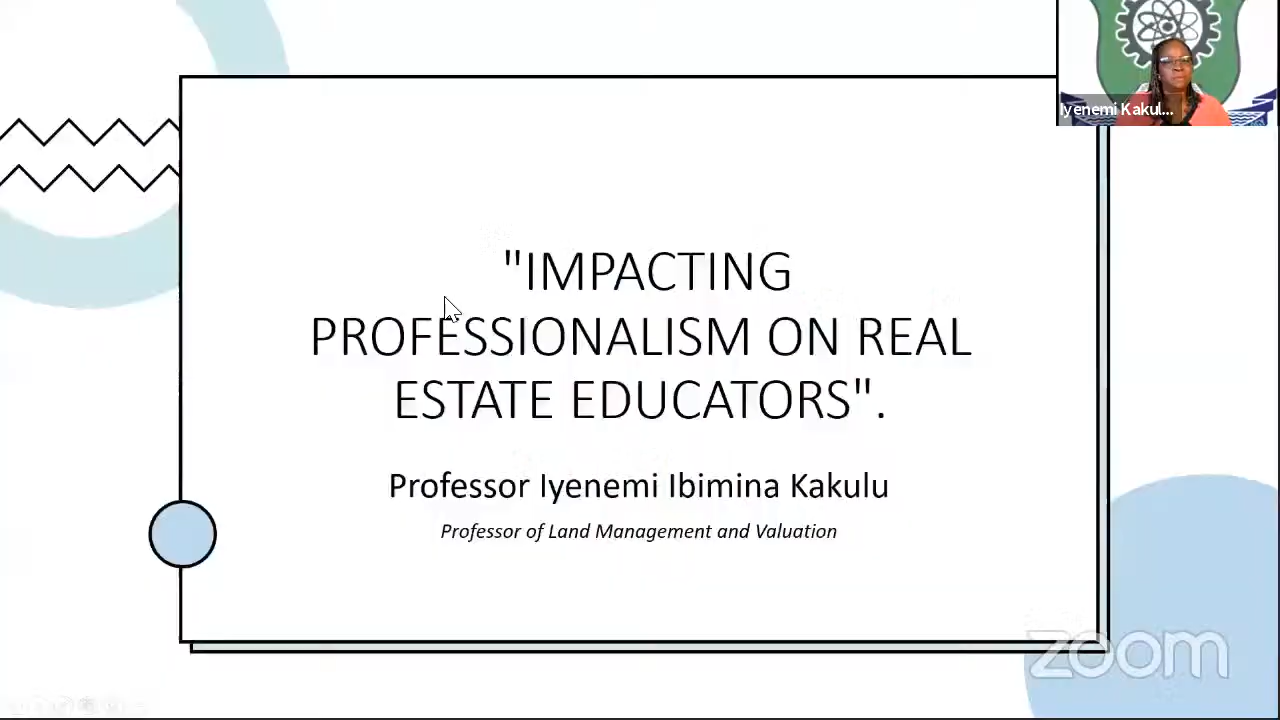 Iyenemi Kakul...
"IMPACTING
PROFESSIONALISM ON REAL
ESTATE EDUCATORS".
Professor Iyenemi Ibimina Kakulu
Professor of Land Management and Valuation
zoom